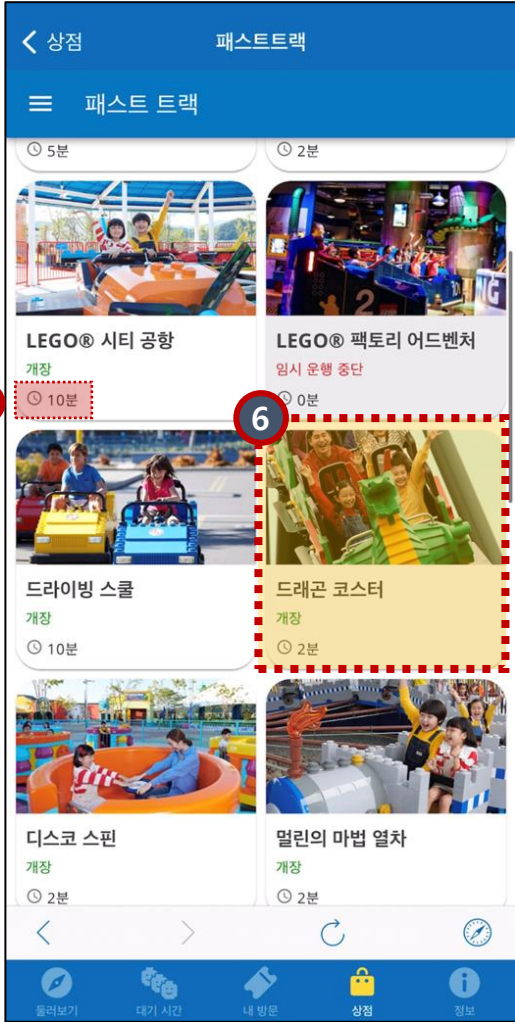 상점
패스트트랙
패스트 트랙
5분
2분
LEGO® 시티 공항
개장
10분
LEGO® 팩토리 어드벤처
임시 운행 중단
0분
6
드라이빙 스쿨
개장
10분
드래곤 코스터
개장
2분
디스코 스핀
개장
2분
멀린의 마법 열차
개장
2분
둘러보기
대기 시간
내 방문
상점
정보